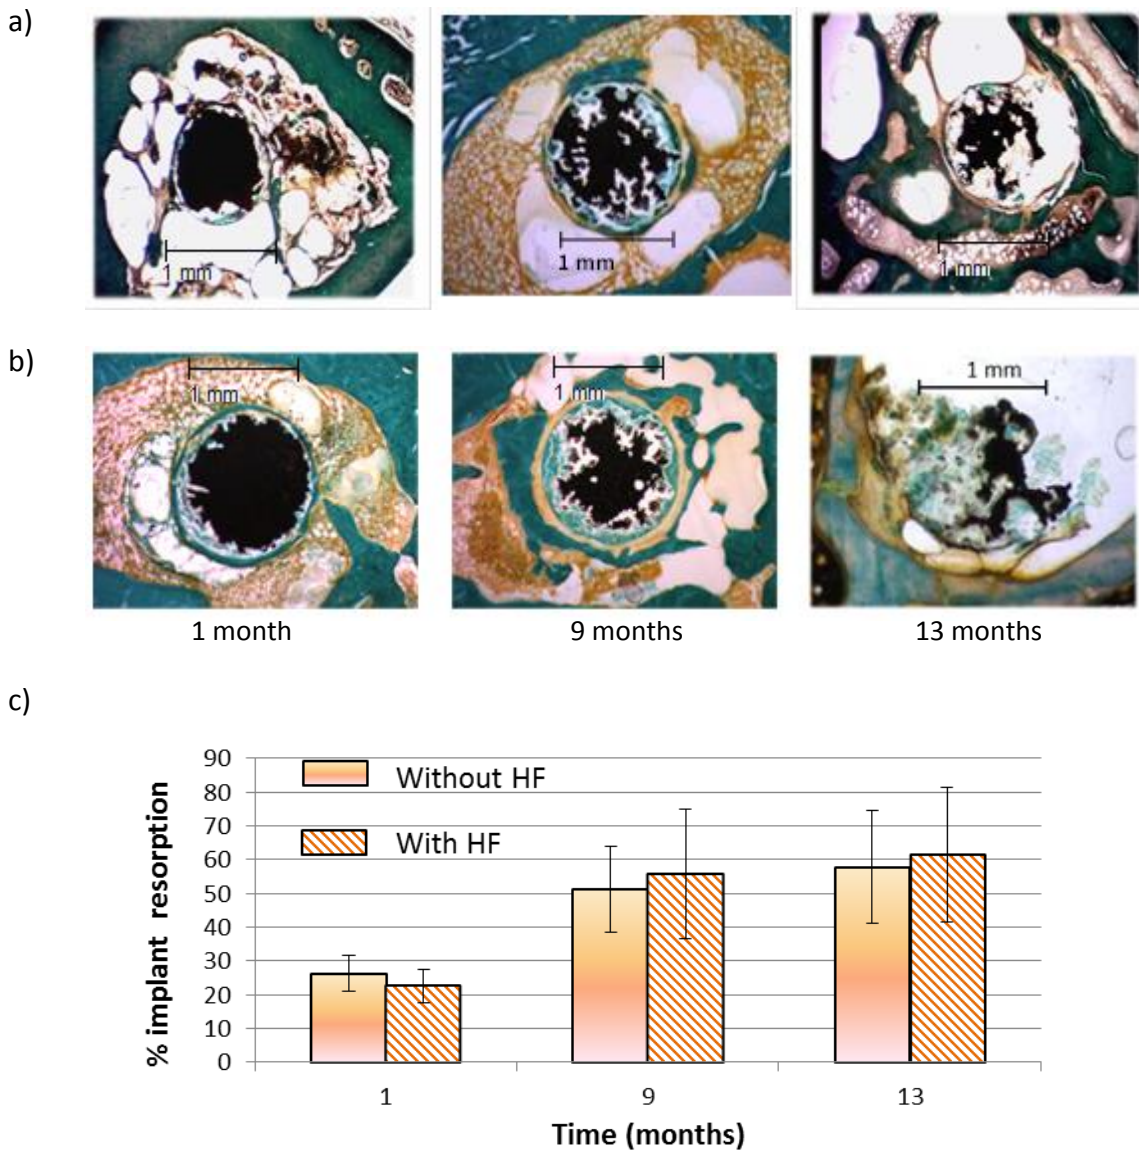 a)
1 mm
1 mm
1 mm
b)
1 mm
1 mm
1 mm
1 month
9 months
13 months
c)
% implant resorption
90
80
70
60
50
40
30
20
10
0
Without HF
With HF
1
9
13
Time (months)